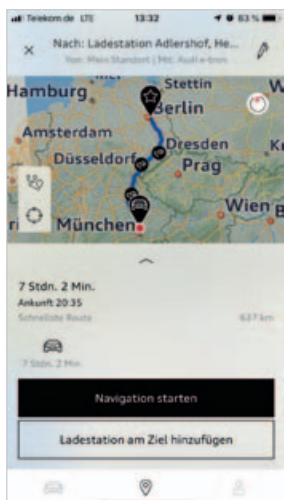 Telekom.de LTE 13:32 83 %
Nach: Ladestation Adlershof, He...
Von: Mein Standort | Mit: Audi e-tron
Hamburg
Stettin
Berlin
Amsterdam
Düsseldorf
Dresden
Prag
Wien
München
7 Stdn. 2 Min.
Ankunft 20:35
Schnellste Route 637 km
7 Stdn. 2 Min.
Navigation starten
Ladestation am Ziel hinzufügen